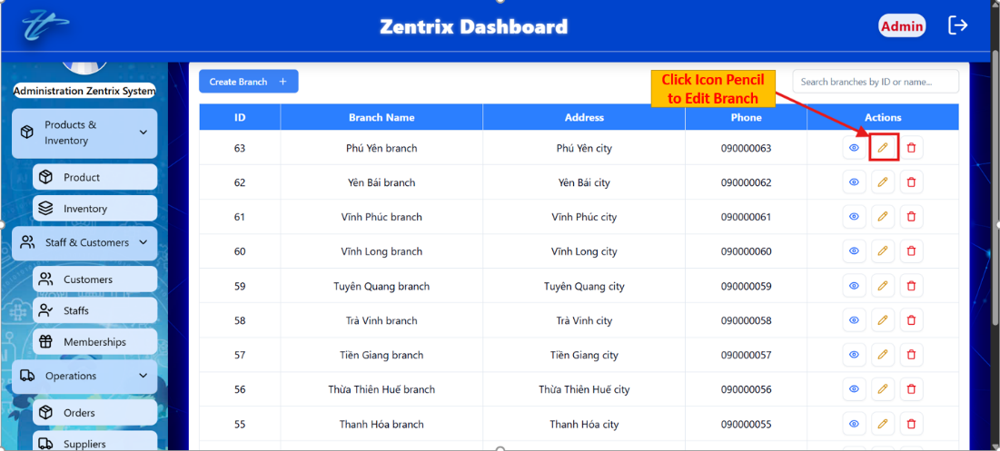 Zentrix Dashboard
Admin
Administration Zentrix System
Products &
Inventory
Product
Inventory
Staff & Customers
Customers
Staffs
Memberships
Operations
Orders
Suppliers
Create Branch +
Click Icon Pencil
to Edit Branch
Search branches by ID or name...
ID Branch Name Address Phone Actions
63 Phú Yên branch Phú Yên city 090000063
62 Yên Bái branch Yên Bái city 090000062
61 Vĩnh Phúc branch Vĩnh Phúc city 090000061
60 Vĩnh Long branch Vĩnh Long city 090000060
59 Tuyên Quang branch Tuyên Quang city 090000059
58 Trà Vinh branch Trà Vinh city 090000058
57 Tiền Giang branch Tiền Giang city 090000057
56 Thừa Thiên Huế branch Thừa Thiên Huế city 090000056
55 Thanh Hóa branch Thanh Hóa city 090000055